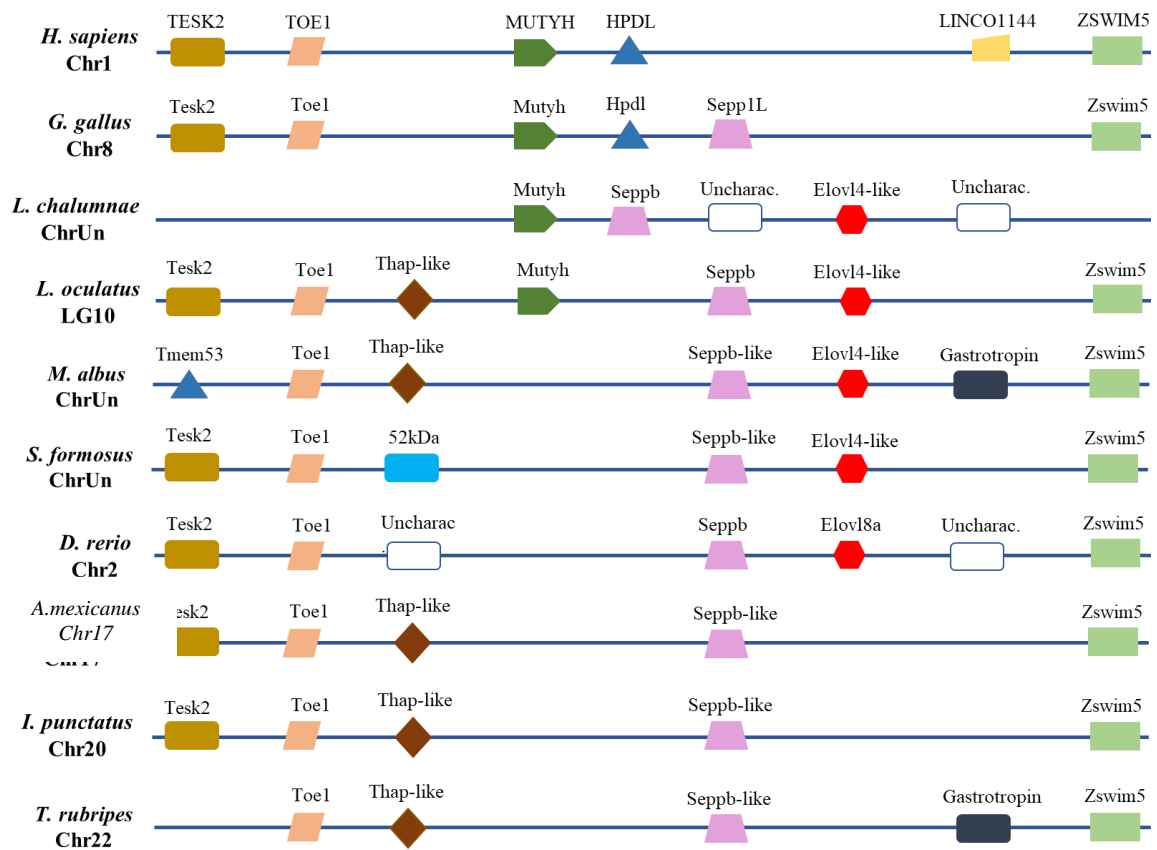 TESK2 TOE1 MUTYH HPDL LINCO1144 ZSWIM5
H. sapiens
Chr1
Tesk2 Toe1 Mutyh Hpdl Sepp1L Zswim5
G. gallus
Chr8
Mutyh Seppb Uncharac. Elovl4-like Uncharac.
L. chalumnae
ChrUn
Tesk2 Toe1 Thap-like Mutyh Seppb Elovl4-like Zswim5
L. oculatus
LG10
Tmem53 Toe1 Thap-like Seppb-like Elovl4-like Gastrotropin Zswim5
M. albus
ChrUn
Tesk2 Toe1 52kDa Seppb-like Elovl4-like Zswim5
S. formosus
ChrUn
Tesk2 Toe1 Uncharac . Seppb Elovl8a Uncharac. Zswim5
D. rerio
Chr2
esk2 Toe1 Thap-like Seppb-like Zswim5
A.mexicanus
Chr17
Tesk2 Toe1 Thap-like Seppb-like Zswim5
I. punctatus
Chr20
Toe1 Thap-like Seppb-like Gastrotropin Zswim5
T. rubripes
Chr22